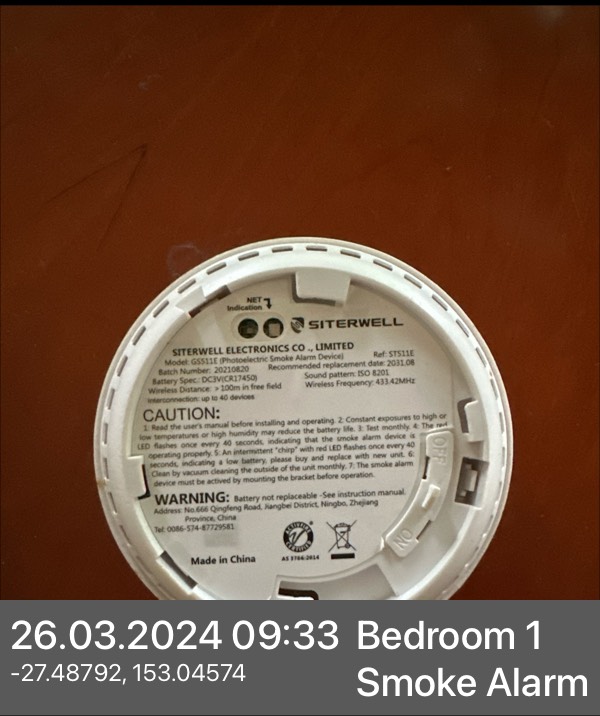 NET
Indication
SITERWELL
SITERWELL ELECTRONICS CO ., LIMITED
Model: GS511E (Photoelectric Smoke Alarm Device) Ref: ST511E
Batch Number: 20210820 Recommended replacement date: 2031.08
Battery Spec: DC3V(CR17450) Sound pattern: ISO 8201
Wireless Distance: > 100m in free field Wireless Frequency: 433.42MHz
Interconnection: up to 40 devices
CAUTION:
1: Read the user's manual before installing and operating. 2: Constant exposures to high or
low temperatures or high humidity may reduce the battery life. 3: Test monthly. 4: The red
LED flashes once every 40 seconds, indicating that the smoke alarm device is
operating properly. 5: An intermittent "chirp" with red LED flashes once every 40
seconds, indicating a low battery, please buy and replace with new unit. 6:
Clean by vacuum cleaning the outside of the unit monthly. 7: The smoke alarm
device must be actived by mounting the bracket before operation.
WARNING: Battery not replaceable -See instruction manual.
Address: No.666 Qingfeng Road, Jiangbei District, Ningbo, Zhejiang
Province, China
Tel: 0086-574-87729581
Made in China
AS 3786:2014
OFF
ON
26.03.2024 09:33
-27.48792, 153.04574
Bedroom 1
Smoke Alarm